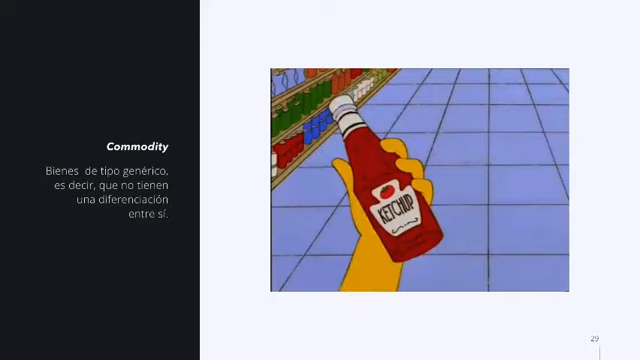 Commodity
Bienes de tipo genérico,
es decir, que no tienen
una diferenciación
entre sí.
KETCHUP
29